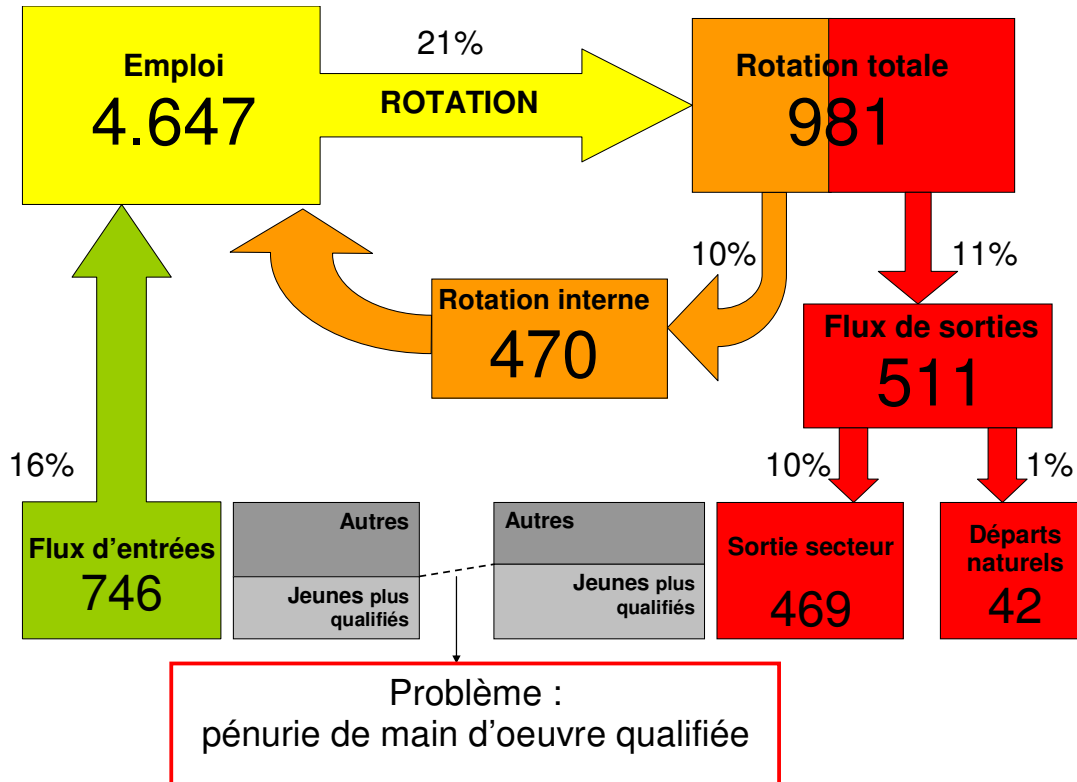 21%
Emploi
4.647
ROTATION
Rotation totale
981
10%
11%
Rotation interne
470
Flux de sorties
511
16%
10%
1%
Flux d'entrées
746
Autres
Jeunes plus
qualifiés
Autres
Jeunes plus
qualifiés
Sortie secteur
469
Départs
naturels
42
Problème :
pénurie de main d'oeuvre qualifiée